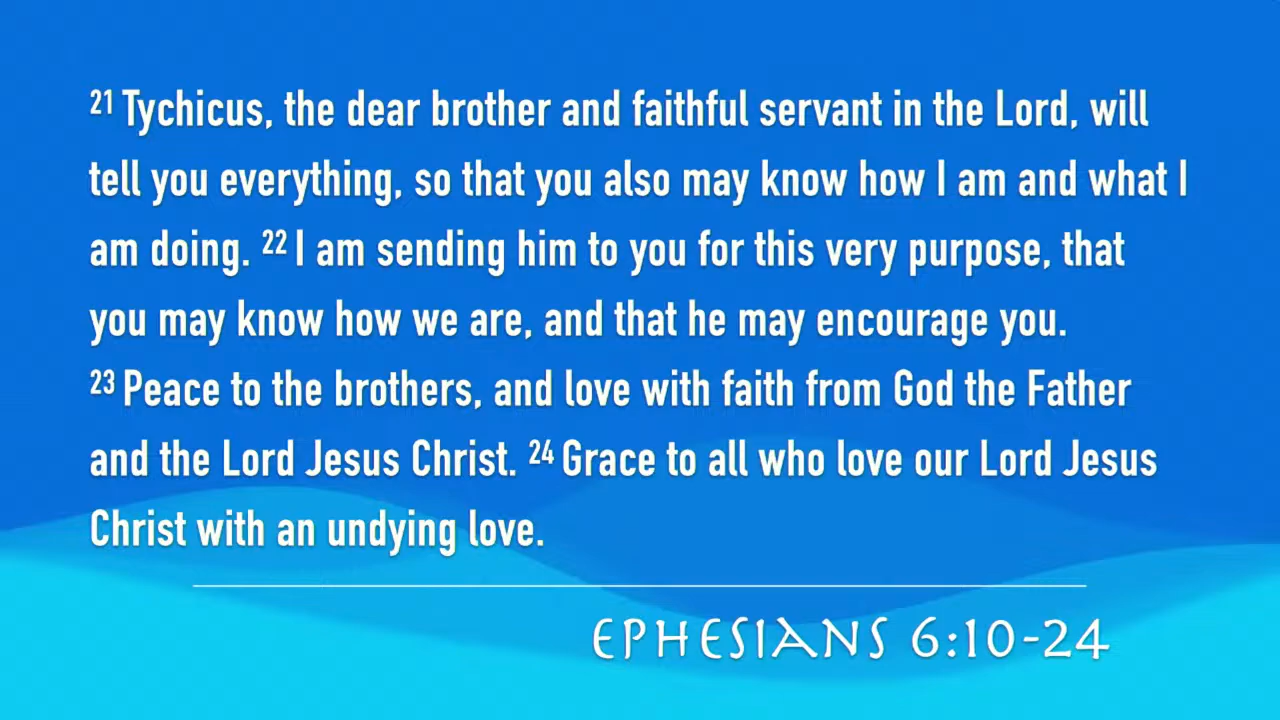 21 Tychicus, the dear brother and faithful servant in the Lord, will
tell you everything, so that you also may know how I am and what I
am doing. 22 I am sending him to you for this very purpose, that
you may know how we are, and that he may encourage you.
23 Peace to the brothers, and love with faith from God the Father
and the Lord Jesus Christ. 24 Grace to all who love our Lord Jesus
Christ with an undying love.
EPHESIANS 6:10-24